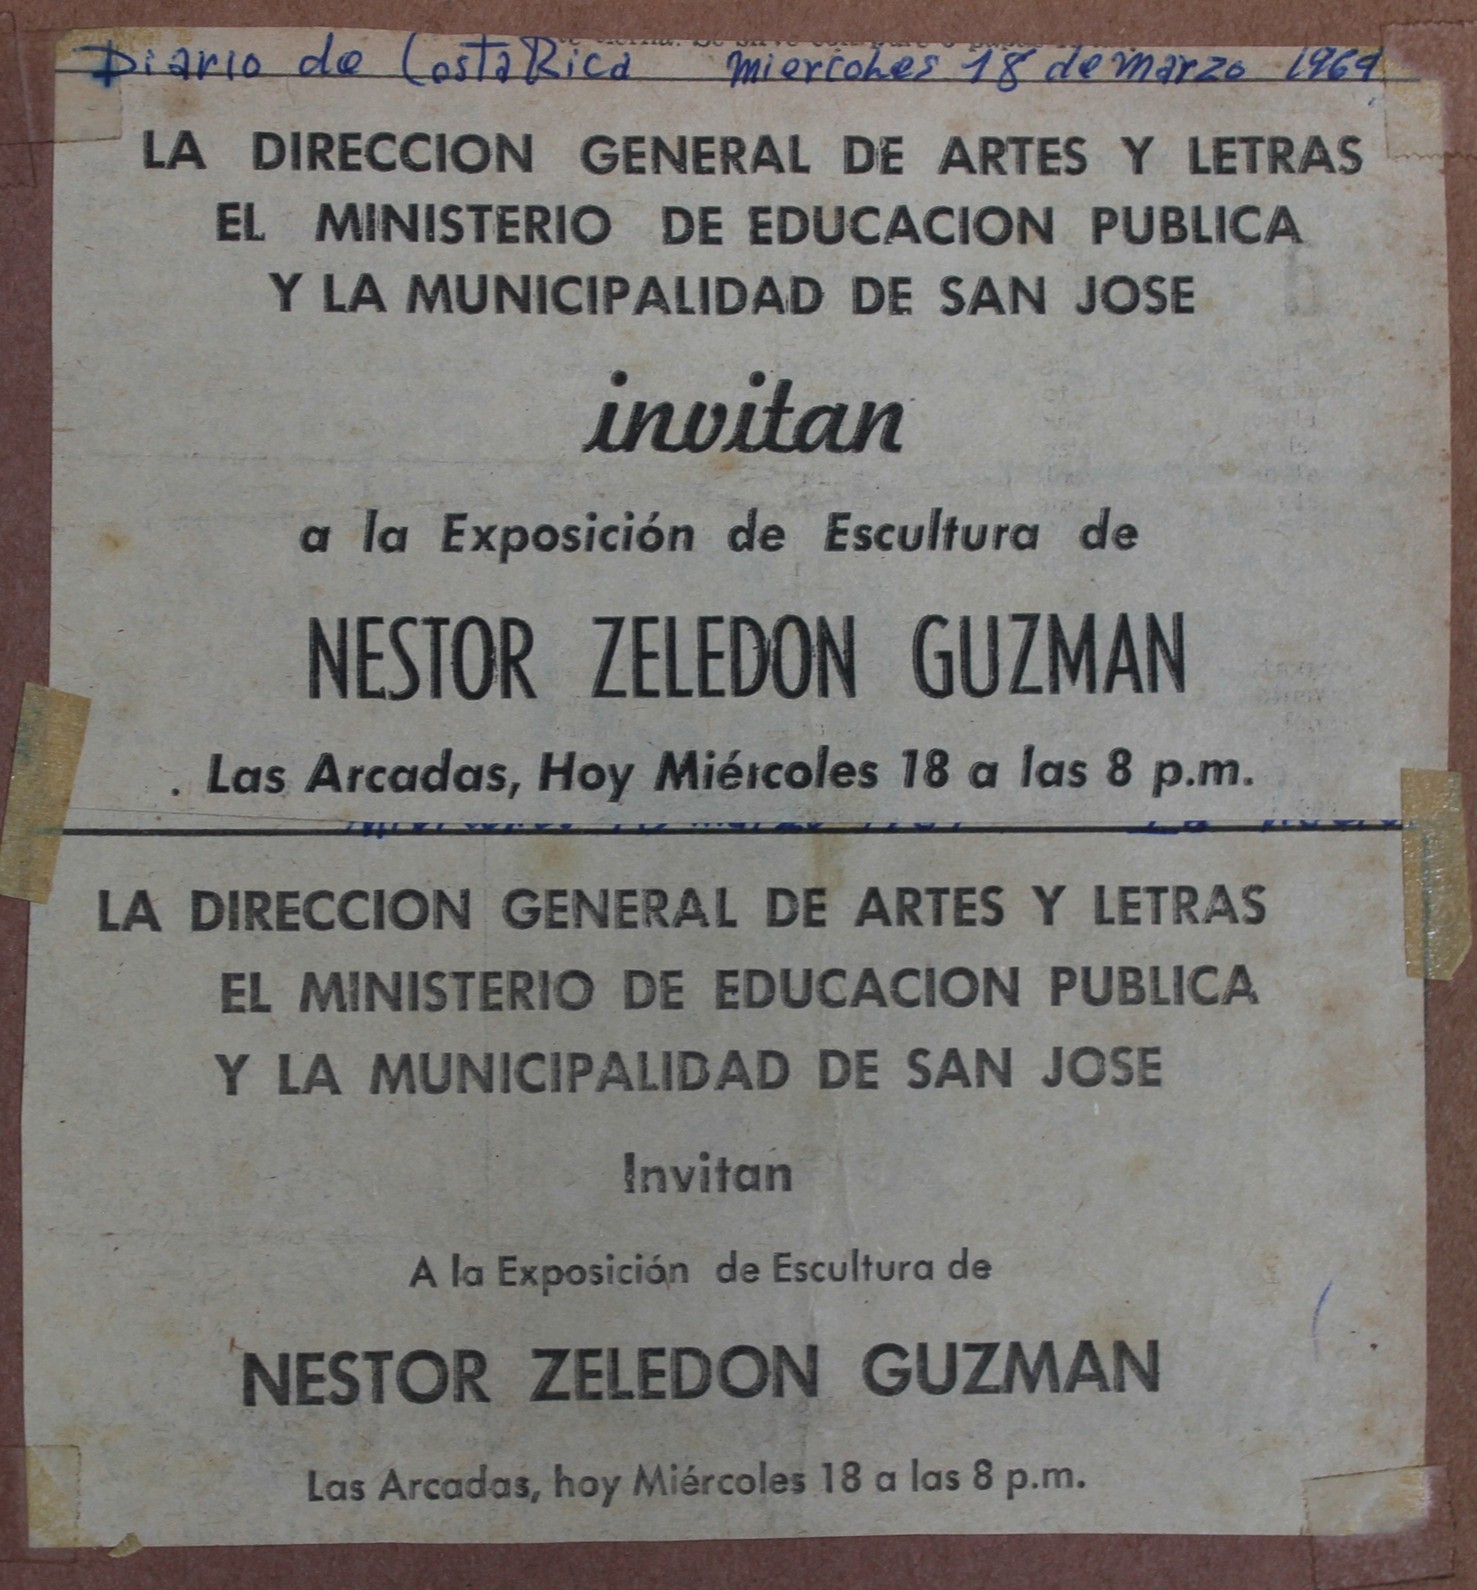 Diario de Costa Rica miercoles 18 de marzo 1964
LA DIRECCION GENERAL DE ARTES Y LETRAS
EL MINISTERIO DE EDUCACION PUBLICA
Y LA MUNICIPALIDAD DE SAN JOSE
invitan
a la Exposición de Escultura de
NESTOR ZELEDON GUZMAN
Las Arcadas, Hoy Miércoles 18 a las 8 p.m.
LA DIRECCION GENERAL DE ARTES Y LETRAS
EL MINISTERIO DE EDUCACION PUBLICA
Y LA MUNICIPALIDAD DE SAN JOSE
Invitan
A la Exposición de Escultura de
NESTOR ZELEDON GUZMAN
Las Arcadas, hoy Miércoles 18 a las 8 p.m.